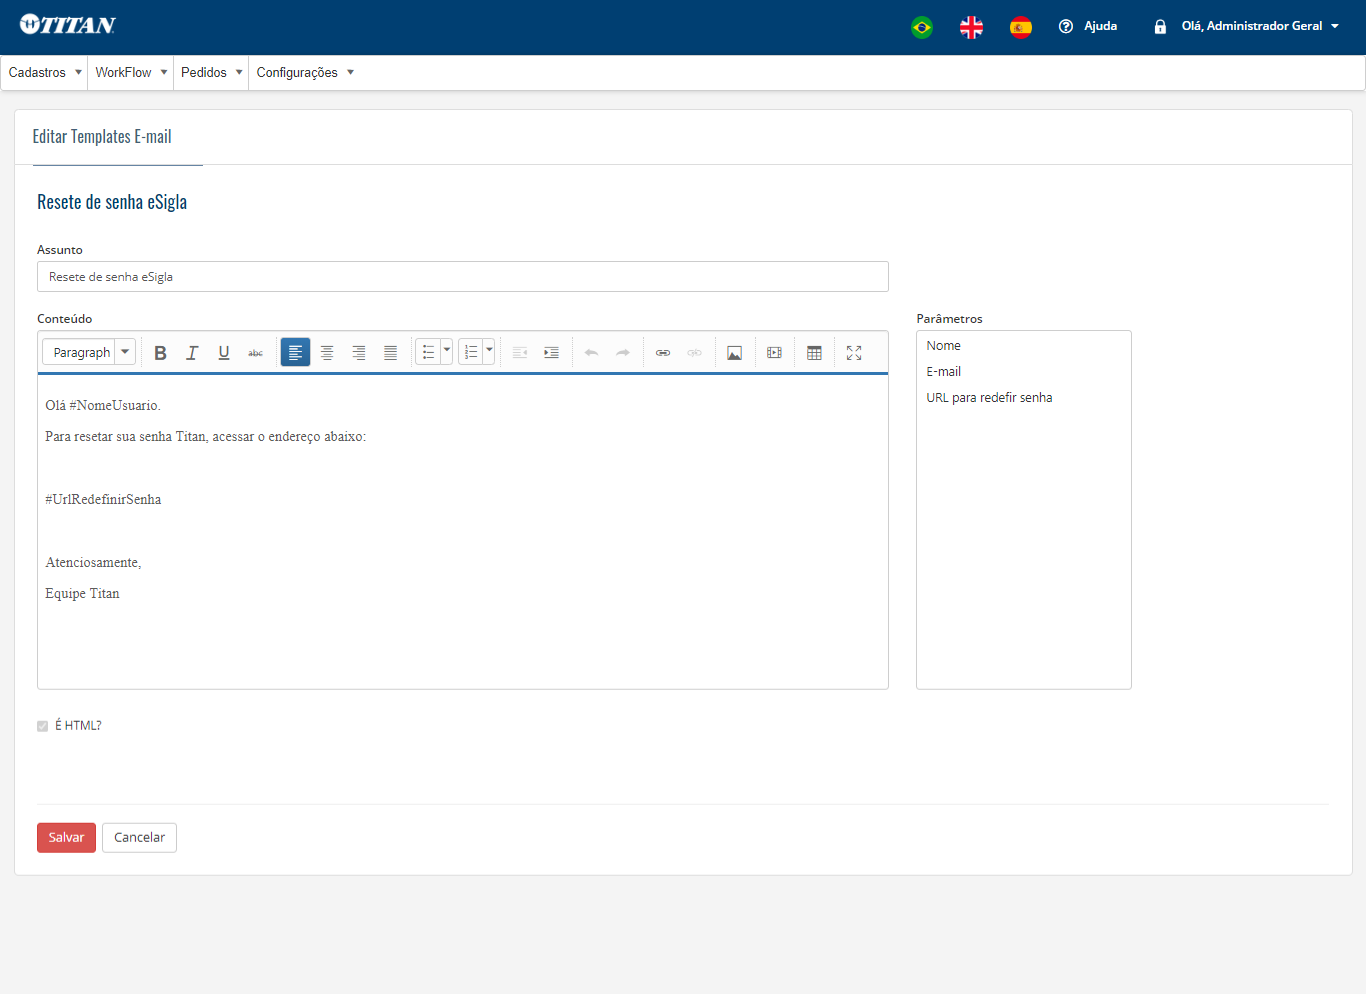 TITAN
Ajuda
Olá, Administrador Geral
Cadastros
WorkFlow
Pedidos
Configurações
Editar Templates E-mail
Resete de senha eSigla
Assunto
Resete de senha eSigla
Conteúdo
Parâmetros
Paragraph
B
I
U
abc
Nome
E-mail
URL para redefir senha
Olá #NomeUsuario.
Para resetar sua senha Titan, acessar o endereço abaixo:
#UrlRedefinirSenha
Atenciosamente,
Equipe Titan
É HTML?
Salvar
Cancelar